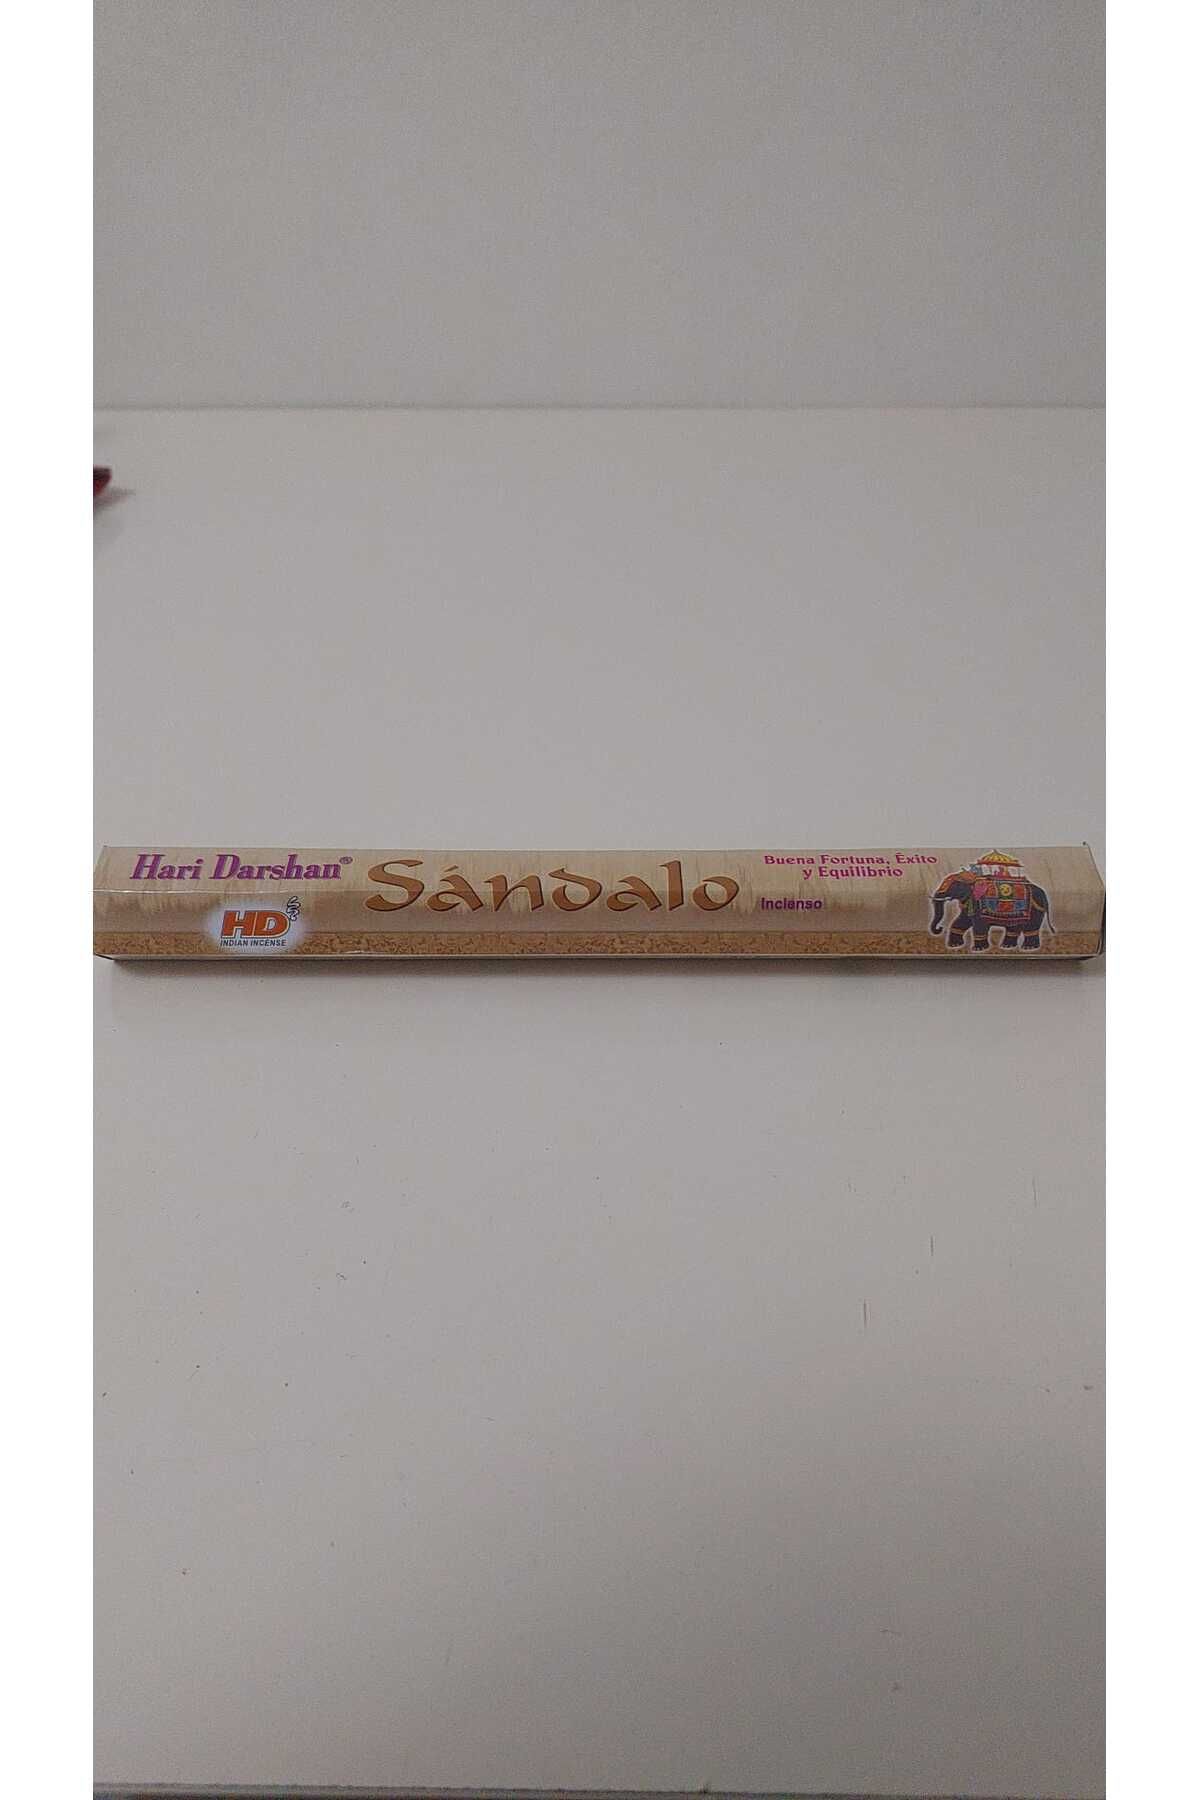 Hari Darshan®
HD
INDIAN INCENSE
Sándalo
Buena Fortuna, Éxito
y Equilibrio
Incienso